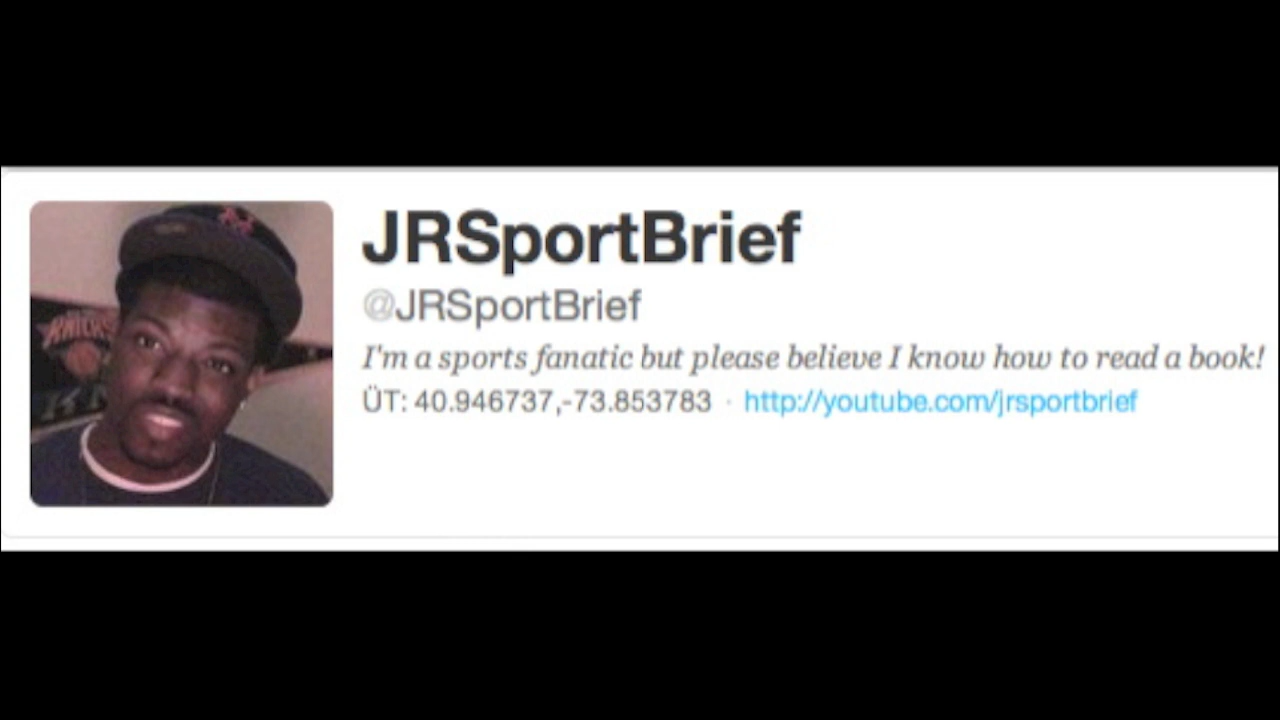 JRSportBrief
@JRSportBrief
I'm a sports fanatic but please believe I know how to read a book!
ÜT: 40.946737,-73.853783 · http://youtube.com/jrsportbrief
KNICKS